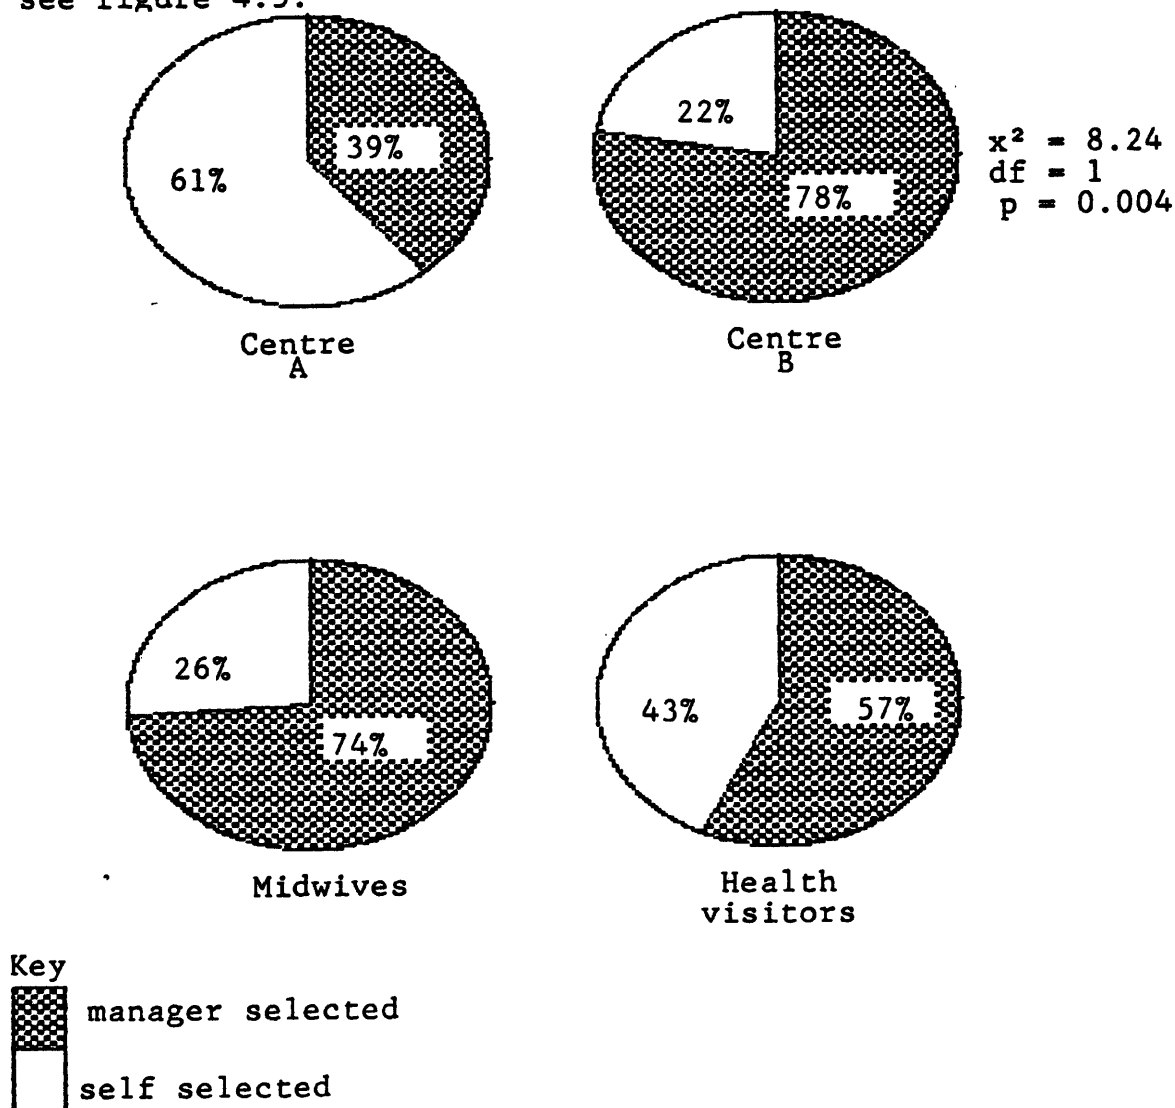 see figure 4.5.
39%
61%
22%
78%
x² = 8.24
df = 1
p = 0.004
Centre
A
Centre
B
26%
74%
43%
57%
Midwives
Health
visitors
Key
manager selected
self selected